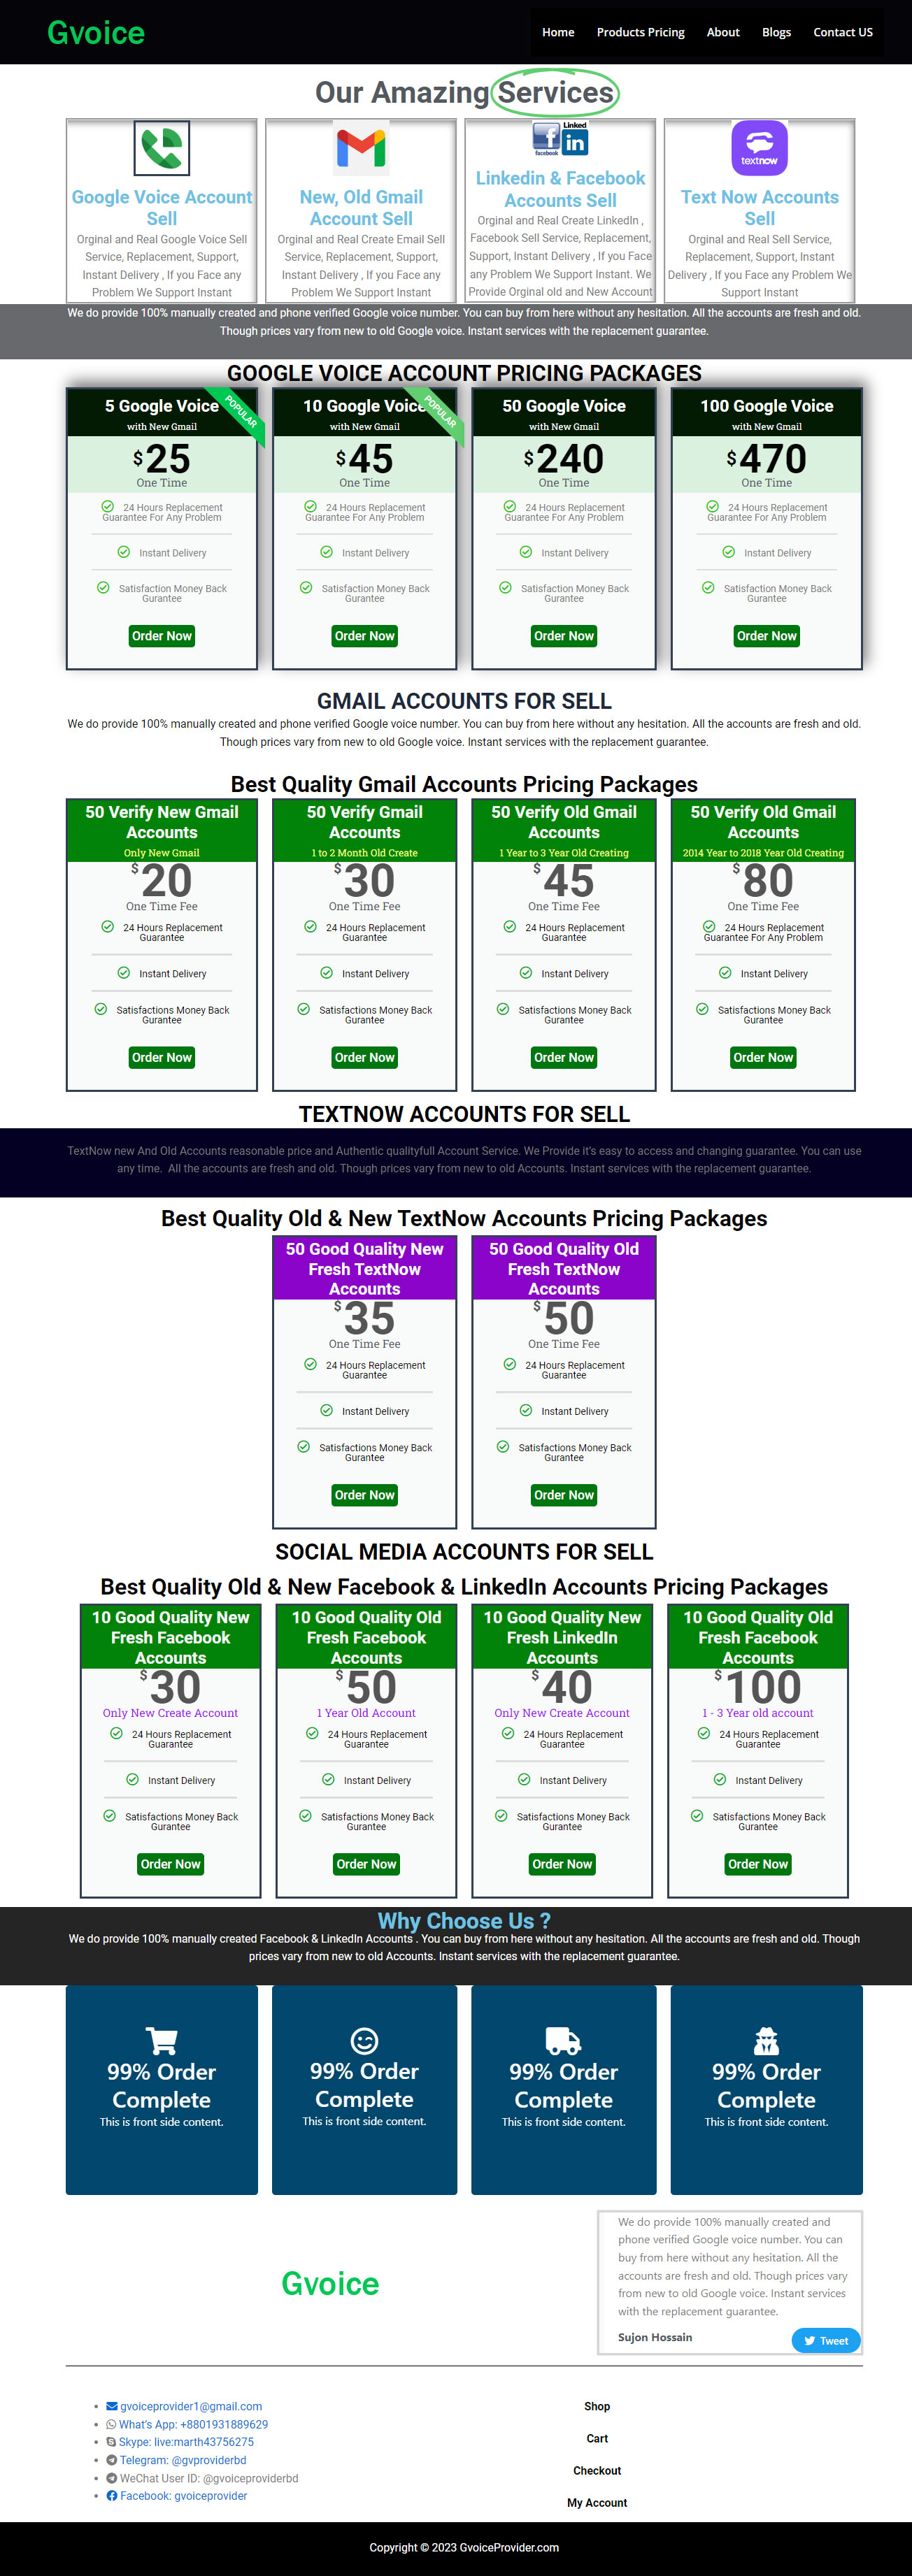 Gvoice
Home Products Pricing About Blogs Contact US
Our Amazing Services
Google Voice Account
Sell
Orginal and Real Google Voice Sell
Service, Replacement, Support,
Instant Delivery , If you Face any
Problem We Support Instant
New, Old Gmail
Account Sell
Orginal and Real Create Email Sell
Service, Replacement, Support,
Instant Delivery , If you Face any
Problem We Support Instant
facebook
Linked
in
Linkedin & Facebook
Accounts Sell
Orginal and Real Create LinkedIn ,
Facebook Sell Service, Replacement,
Support, Instant Delivery , If you Face
any Problem We Support Instant. We
Provide Orginal old and New Account
textnow
Text Now Accounts
Sell
Orginal and Real Sell Service,
Replacement, Support, Instant
Delivery , If you Face any Problem We
Support Instant
We do provide 100% manually created and phone verified Google voice number. You can buy from here without any hesitation. All the accounts are fresh and old.
Though prices vary from new to old Google voice. Instant services with the replacement guarantee.
GOOGLE VOICE ACCOUNT PRICING PACKAGES
5 Google Voice
POPULAR
with New Gmail
$25
One Time
24 Hours Replacement
Guarantee For Any Problem
Instant Delivery
Satisfaction Money Back
Gurantee
Order Now
10 Google Voice
POPULAR
with New Gmail
$45
One Time
24 Hours Replacement
Guarantee For Any Problem
Instant Delivery
Satisfaction Money Back
Gurantee
Order Now
50 Google Voice
with New Gmail
$240
One Time
24 Hours Replacement
Guarantee For Any Problem
Instant Delivery
Satisfaction Money Back
Gurantee
Order Now
100 Google Voice
with New Gmail
$470
One Time
24 Hours Replacement
Guarantee For Any Problem
Instant Delivery
Satisfaction Money Back
Gurantee
Order Now
GMAIL ACCOUNTS FOR SELL
We do provide 100% manually created and phone verified Google voice number. You can buy from here without any hesitation. All the accounts are fresh and old.
Though prices vary from new to old Google voice. Instant services with the replacement guarantee.
Best Quality Gmail Accounts Pricing Packages
50 Verify New Gmail
Accounts
Only New Gmail
$20
One Time Fee
24 Hours Replacement
Guarantee
Instant Delivery
Satisfactions Money Back
Gurantee
Order Now
50 Verify Gmail
Accounts
1 to 2 Month Old Create
$30
One Time Fee
24 Hours Replacement
Guarantee
Instant Delivery
Satisfactions Money Back
Gurantee
Order Now
50 Verify Old Gmail
Accounts
1 Year to 3 Year Old Creating
$45
One Time Fee
24 Hours Replacement
Guarantee
Instant Delivery
Satisfactions Money Back
Gurantee
Order Now
50 Verify Old Gmail
Accounts
2014 Year to 2018 Year Old Creating
$80
One Time Fee
24 Hours Replacement
Guarantee For Any Problem
Instant Delivery
Satisfactions Money Back
Gurantee
Order Now
TEXTNOW ACCOUNTS FOR SELL
TextNow new And Old Accounts reasonable price and Authentic qualityfull Account Service. We Provide it's easy to access and changing guarantee. You can use
any time. All the accounts are fresh and old. Though prices vary from new to old Accounts. Instant services with the replacement guarantee.
Best Quality Old & New TextNow Accounts Pricing Packages
50 Good Quality New
Fresh TextNow
Accounts
$35
One Time Fee
24 Hours Replacement
Guarantee
Instant Delivery
Satisfactions Money Back
Gurantee
Order Now
50 Good Quality Old
Fresh TextNow
Accounts
$50
One Time Fee
24 Hours Replacement
Guarantee
Instant Delivery
Satisfactions Money Back
Gurantee
Order Now
SOCIAL MEDIA ACCOUNTS FOR SELL
Best Quality Old & New Facebook & LinkedIn Accounts Pricing Packages
10 Good Quality New
Fresh Facebook
Accounts
$30
Only New Create Account
24 Hours Replacement
Guarantee
Instant Delivery
Satisfactions Money Back
Gurantee
Order Now
10 Good Quality Old
Fresh Facebook
Accounts
$50
1 Year Old Account
24 Hours Replacement
Guarantee
Instant Delivery
Satisfactions Money Back
Gurantee
Order Now
10 Good Quality New
Fresh LinkedIn
Accounts
$40
Only New Create Account
24 Hours Replacement
Guarantee
Instant Delivery
Satisfactions Money Back
Gurantee
Order Now
10 Good Quality Old
Fresh Facebook
Accounts
$100
1 - 3 Year old account
24 Hours Replacement
Guarantee
Instant Delivery
Satisfactions Money Back
Gurantee
Order Now
Why Choose Us ?
We do provide 100% manually created Facebook & LinkedIn Accounts . You can buy from here without any hesitation. All the accounts are fresh and old. Though
prices vary from new to old Accounts. Instant services with the replacement guarantee.
99% Order
Complete
This is front side content.
99% Order
Complete
This is front side content.
99% Order
Complete
This is front side content.
99% Order
Complete
This is front side content.
Gvoice
We do provide 100% manually created and
phone verified Google voice number. You can
buy from here without any hesitation. All the
accounts are fresh and old. Though prices vary
from new to old Google voice. Instant services
with the replacement guarantee.
Sujon Hossain
Tweet
gvoiceprovider1@gmail.com
What's App: +8801931889629
Skype: live:marth43756275
Telegram: @gvproviderbd
WeChat User ID: @gvoiceproviderbd
Facebook: gvoiceprovider
Shop
Cart
Checkout
My Account
Copyright © 2023 GvoiceProvider.com